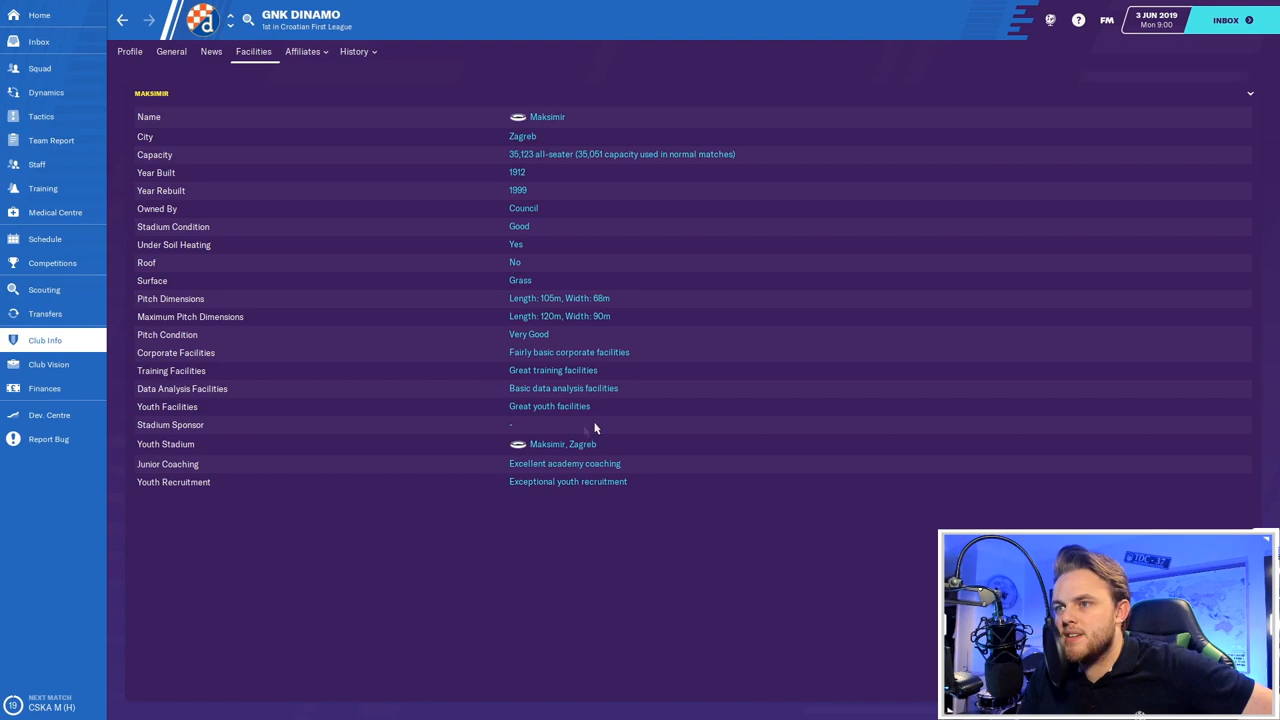 Home
Inbox
Squad
Dynamics
Tactics
Team Report
Staff
Training
Medical Centre
Schedule
Competitions
Scouting
Transfers
Club Info
Club Vision
Finances
Dev. Centre
Report Bug
19
NEXT MATCH
CSKA M (H)
GNK DINAMO
1st in Croatian First League
FM
3 JUN 2019
Mon 9:00
INBOX
Profile General News Facilities Affiliates History
MAKSIMIR
Name Maksimir
City Zagreb
Capacity 35,123 all-seater (35,051 capacity used in normal matches)
Year Built 1912
Year Rebuilt 1999
Owned By Council
Stadium Condition Good
Under Soil Heating Yes
Roof No
Surface Grass
Pitch Dimensions Length: 105m, Width: 68m
Maximum Pitch Dimensions Length: 120m, Width: 90m
Pitch Condition Very Good
Corporate Facilities Fairly basic corporate facilities
Training Facilities Great training facilities
Data Analysis Facilities Basic data analysis facilities
Youth Facilities Great youth facilities
Stadium Sponsor -
Youth Stadium Maksimir, Zagreb
Junior Coaching Excellent academy coaching
Youth Recruitment Exceptional youth recruitment
TDC-37